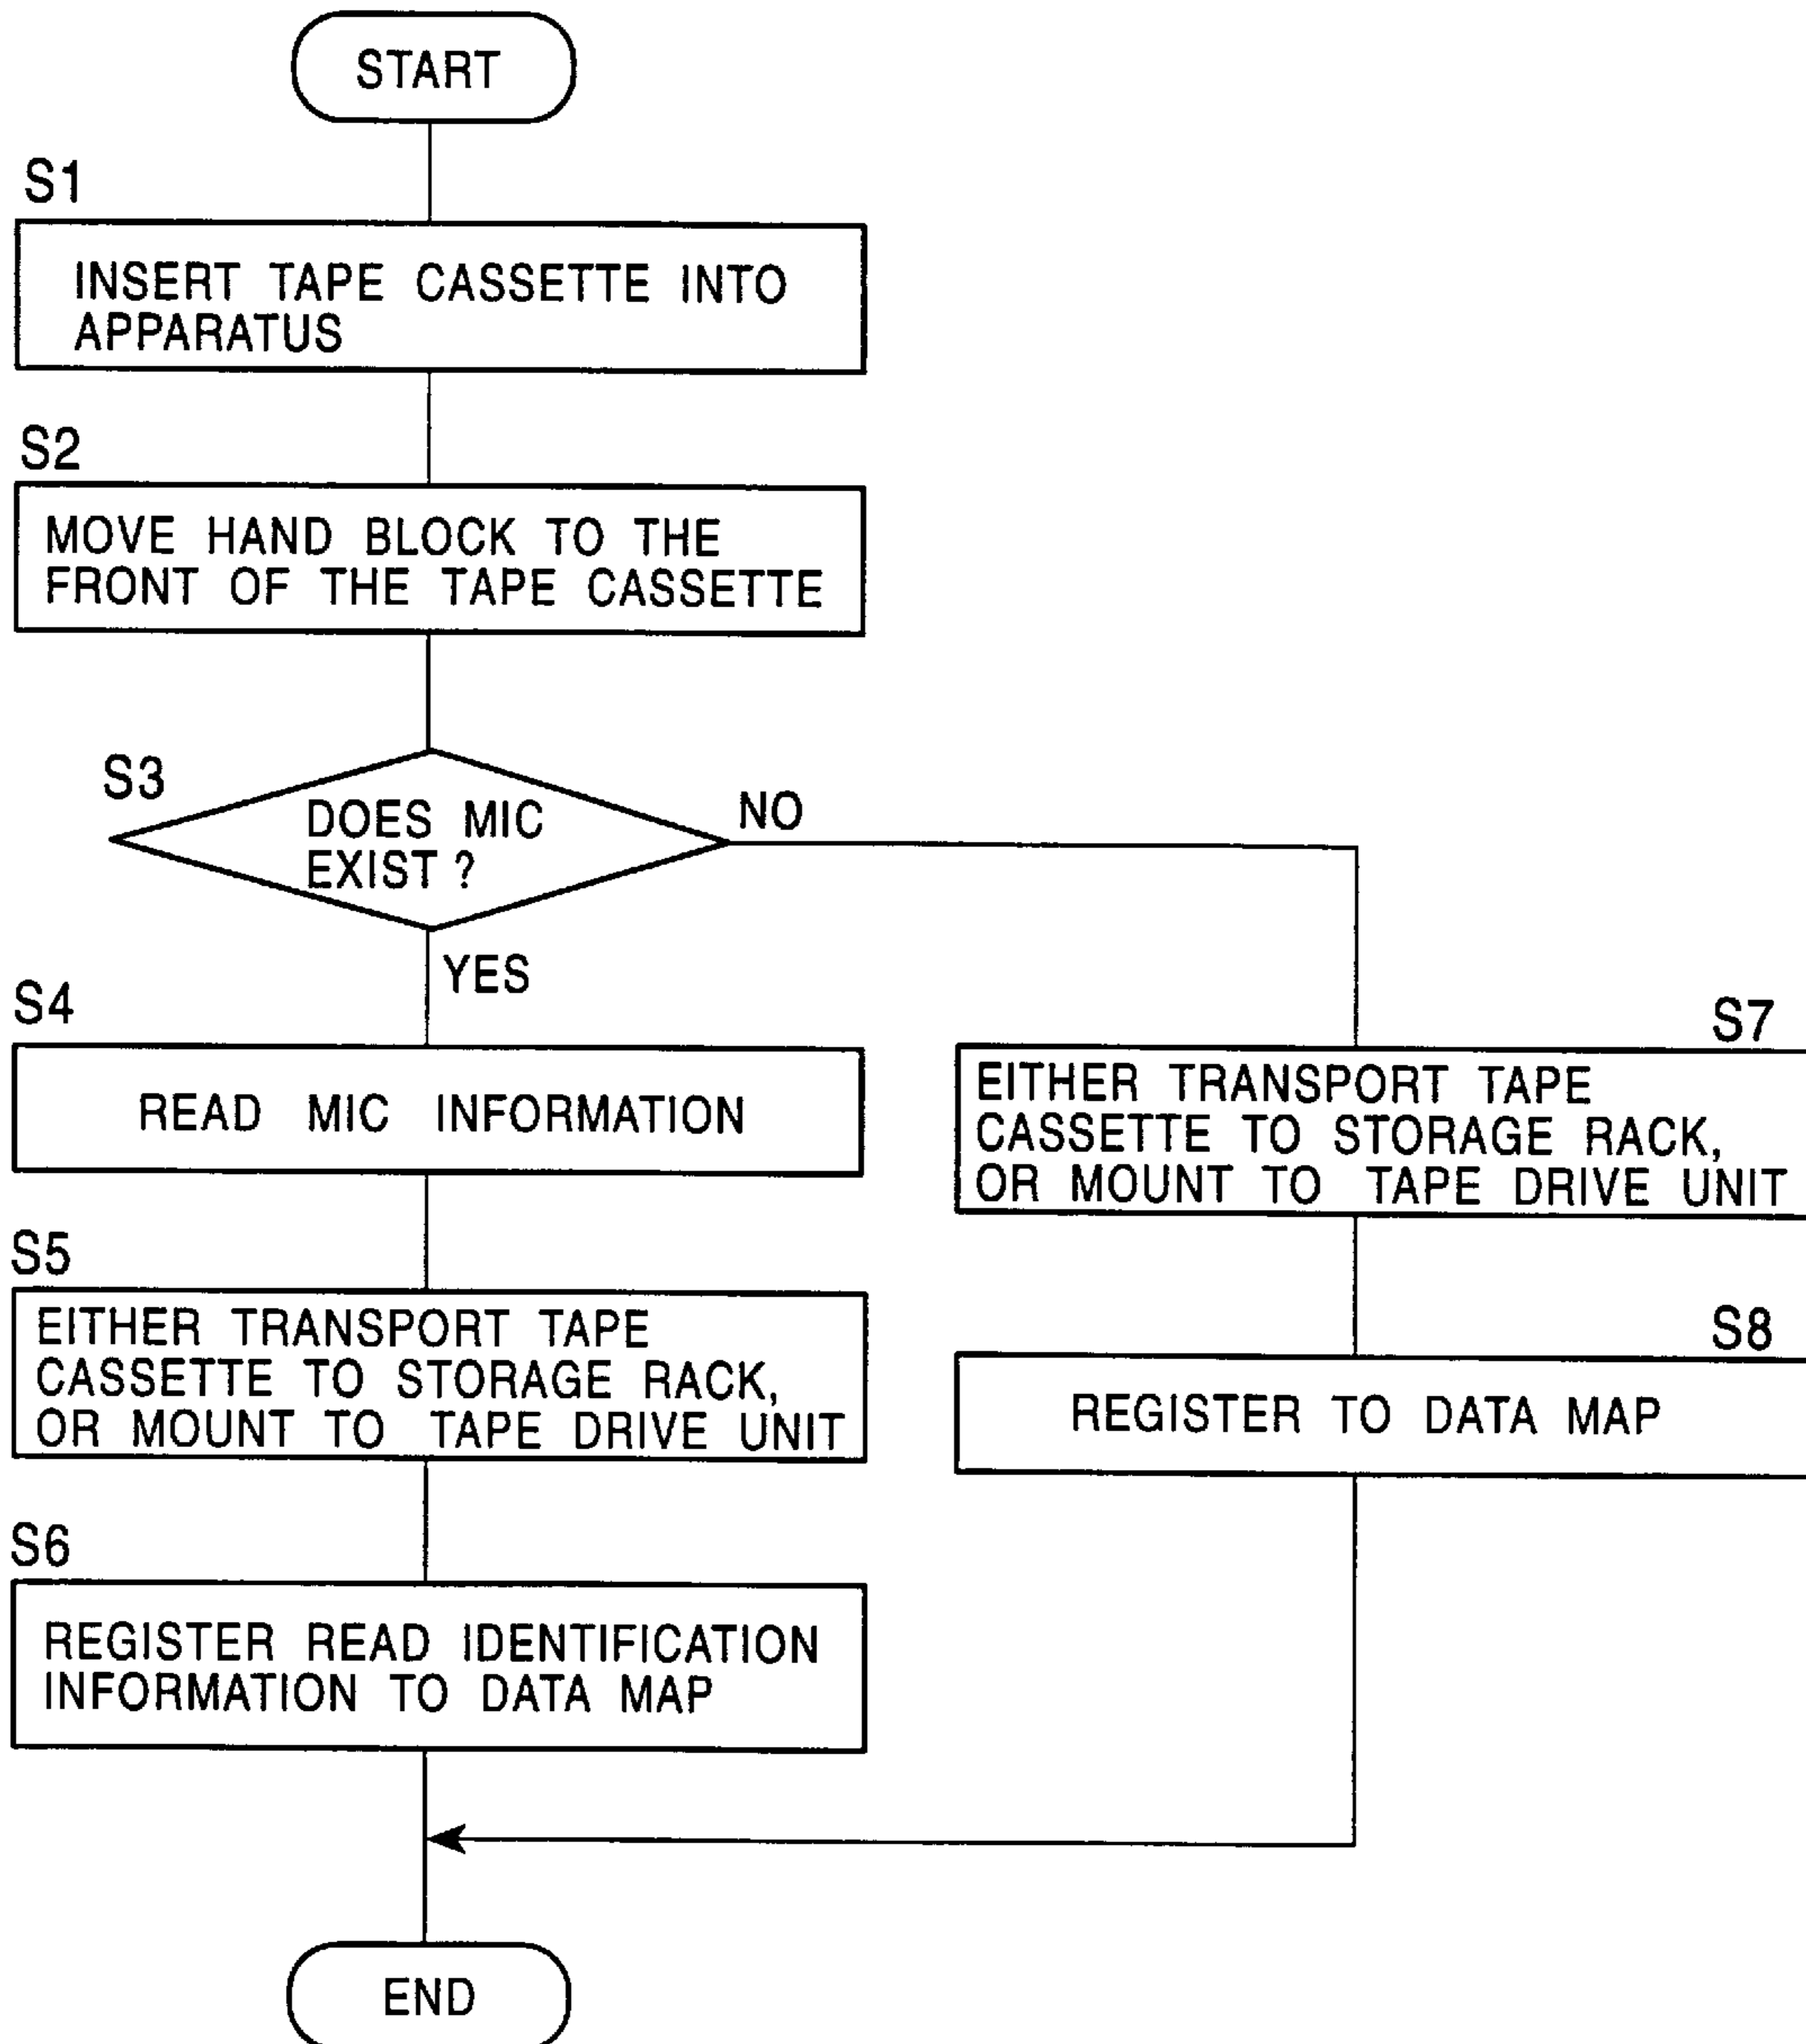 START
S1
INSERT TAPE CASSETTE INTO
APPARATUS
S2
MOVE HAND BLOCK TO THE
FRONT OF THE TAPE CASSETTE
S3
DOES MIC
EXIST?
NO
YES
S4
READ MIC INFORMATION
S5
EITHER TRANSPORT TAPE
CASSETTE TO STORAGE RACK,
OR MOUNT TO TAPE DRIVE UNIT
S6
REGISTER READ IDENTIFICATION
INFORMATION TO DATA MAP
S7
EITHER TRANSPORT TAPE
CASSETTE TO STORAGE RACK,
OR MOUNT TO TAPE DRIVE UNIT
S8
REGISTER TO DATA MAP
END